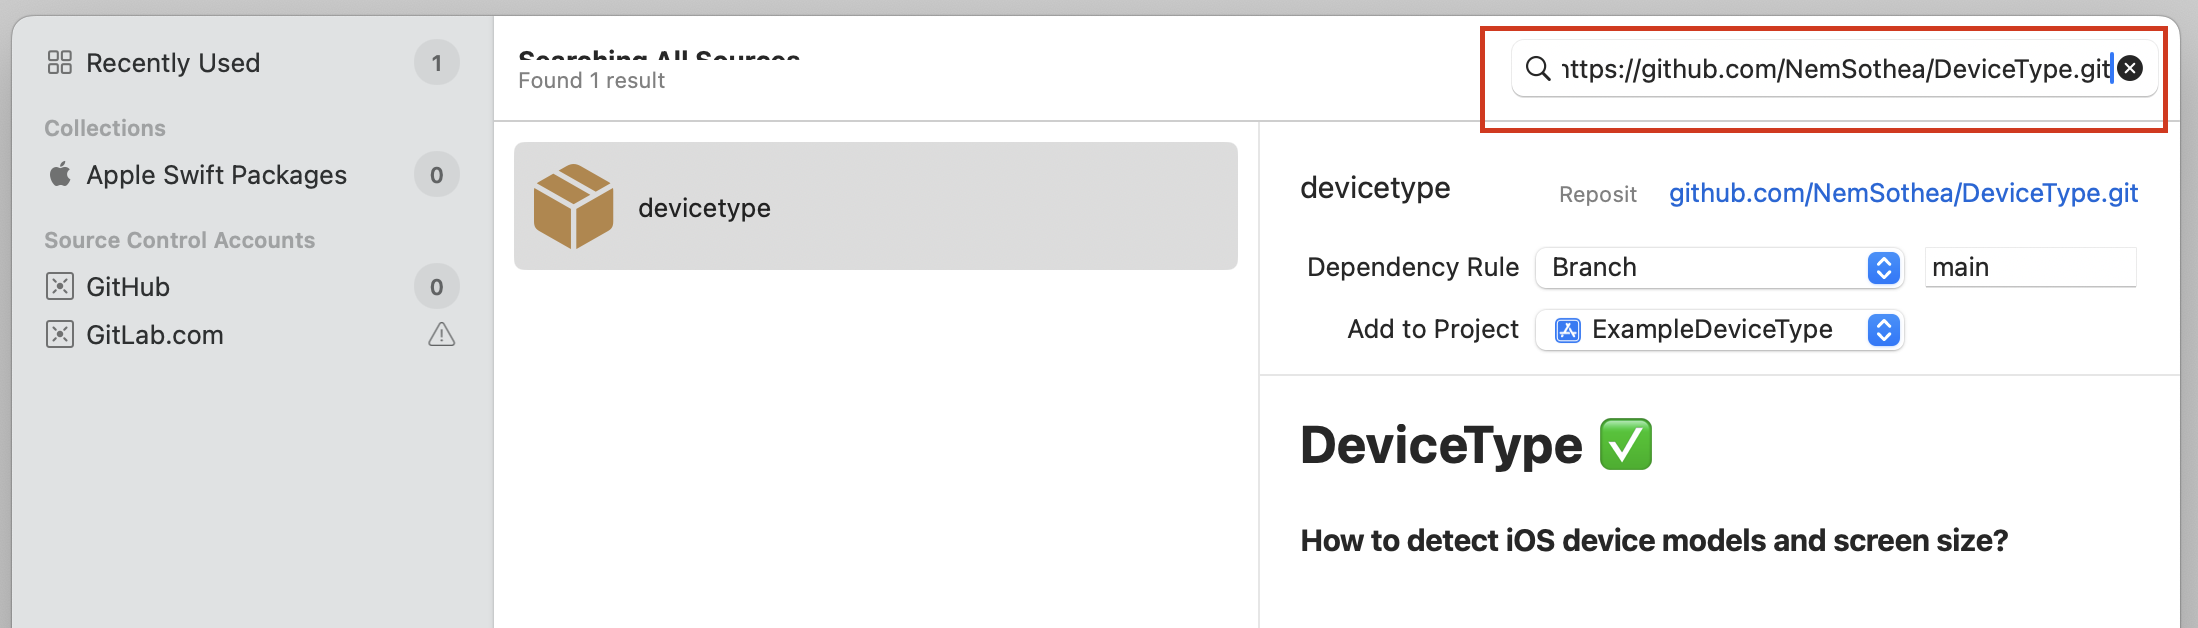 Recently Used 1
Collections
Apple Swift Packages 0
Source Control Accounts
GitHub 0
GitLab.com
Searching All Sources
Found 1 result
https://github.com/NemSothea/DeviceType.git
devicetype
devicetype Reposit github.com/NemSothea/DeviceType.git
Dependency Rule Branch main
Add to Project ExampleDeviceType
DeviceType ✅
How to detect iOS device models and screen size?